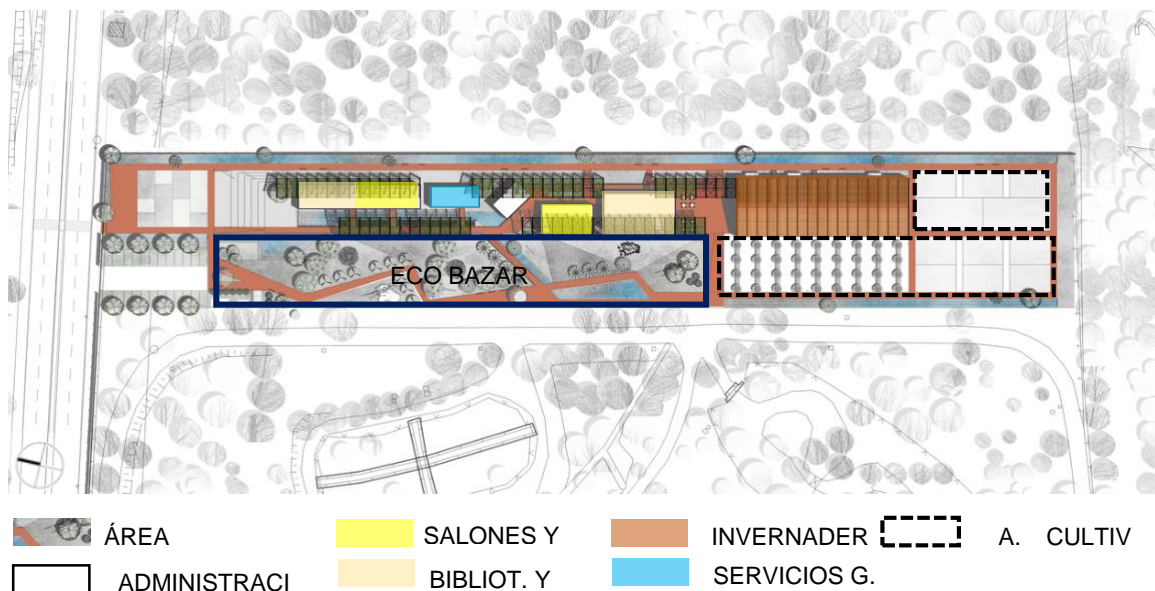 ECO BAZAR
ÁREA
SALONES Y
INVERNADER
A. CULTIV
ADMINISTRACI
BIBLIOT. Y
SERVICIOS G.